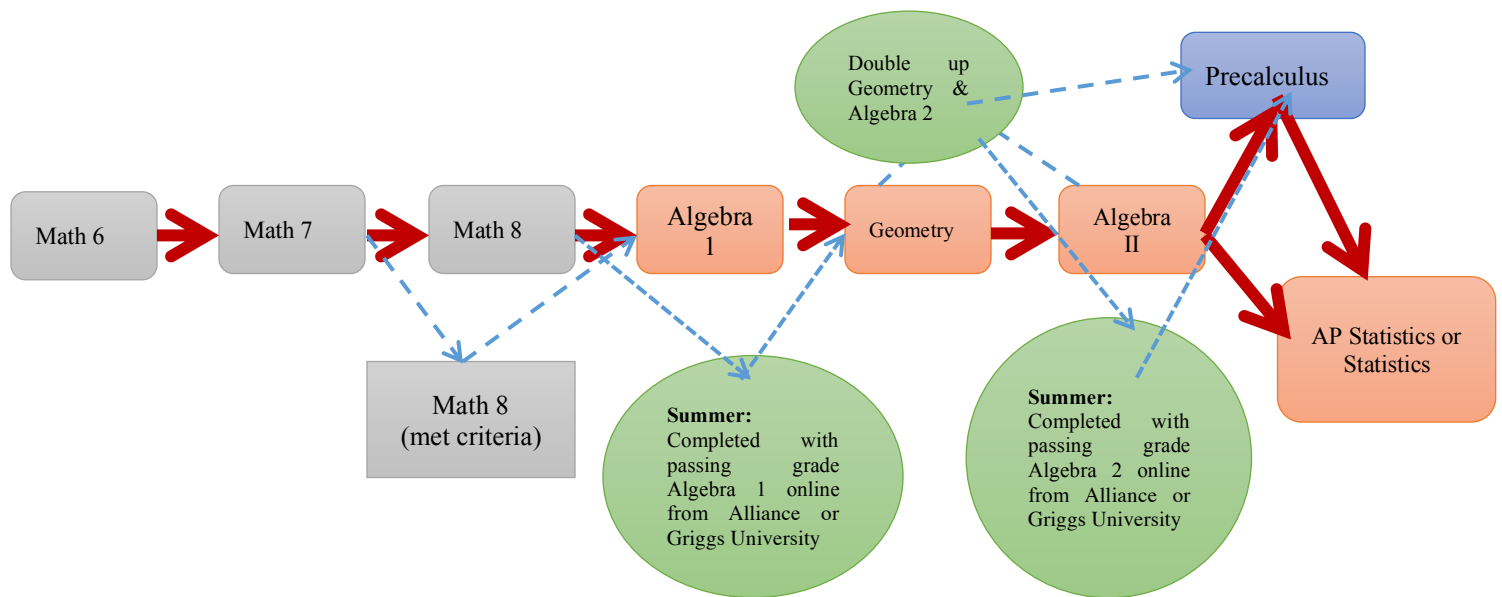 Double up
Geometry &
Algebra 2
Precalculus
Math 6
Math 7
Math 8
Algebra
1
Geometry
Algebra
II
AP Statistics or
Statistics
Math 8
(met criteria)
Summer:
Completed with
passing grade
Algebra 1 online
from Alliance or
Griggs University
Summer:
Completed with
passing grade
Algebra 2 online
from Alliance or
Griggs University